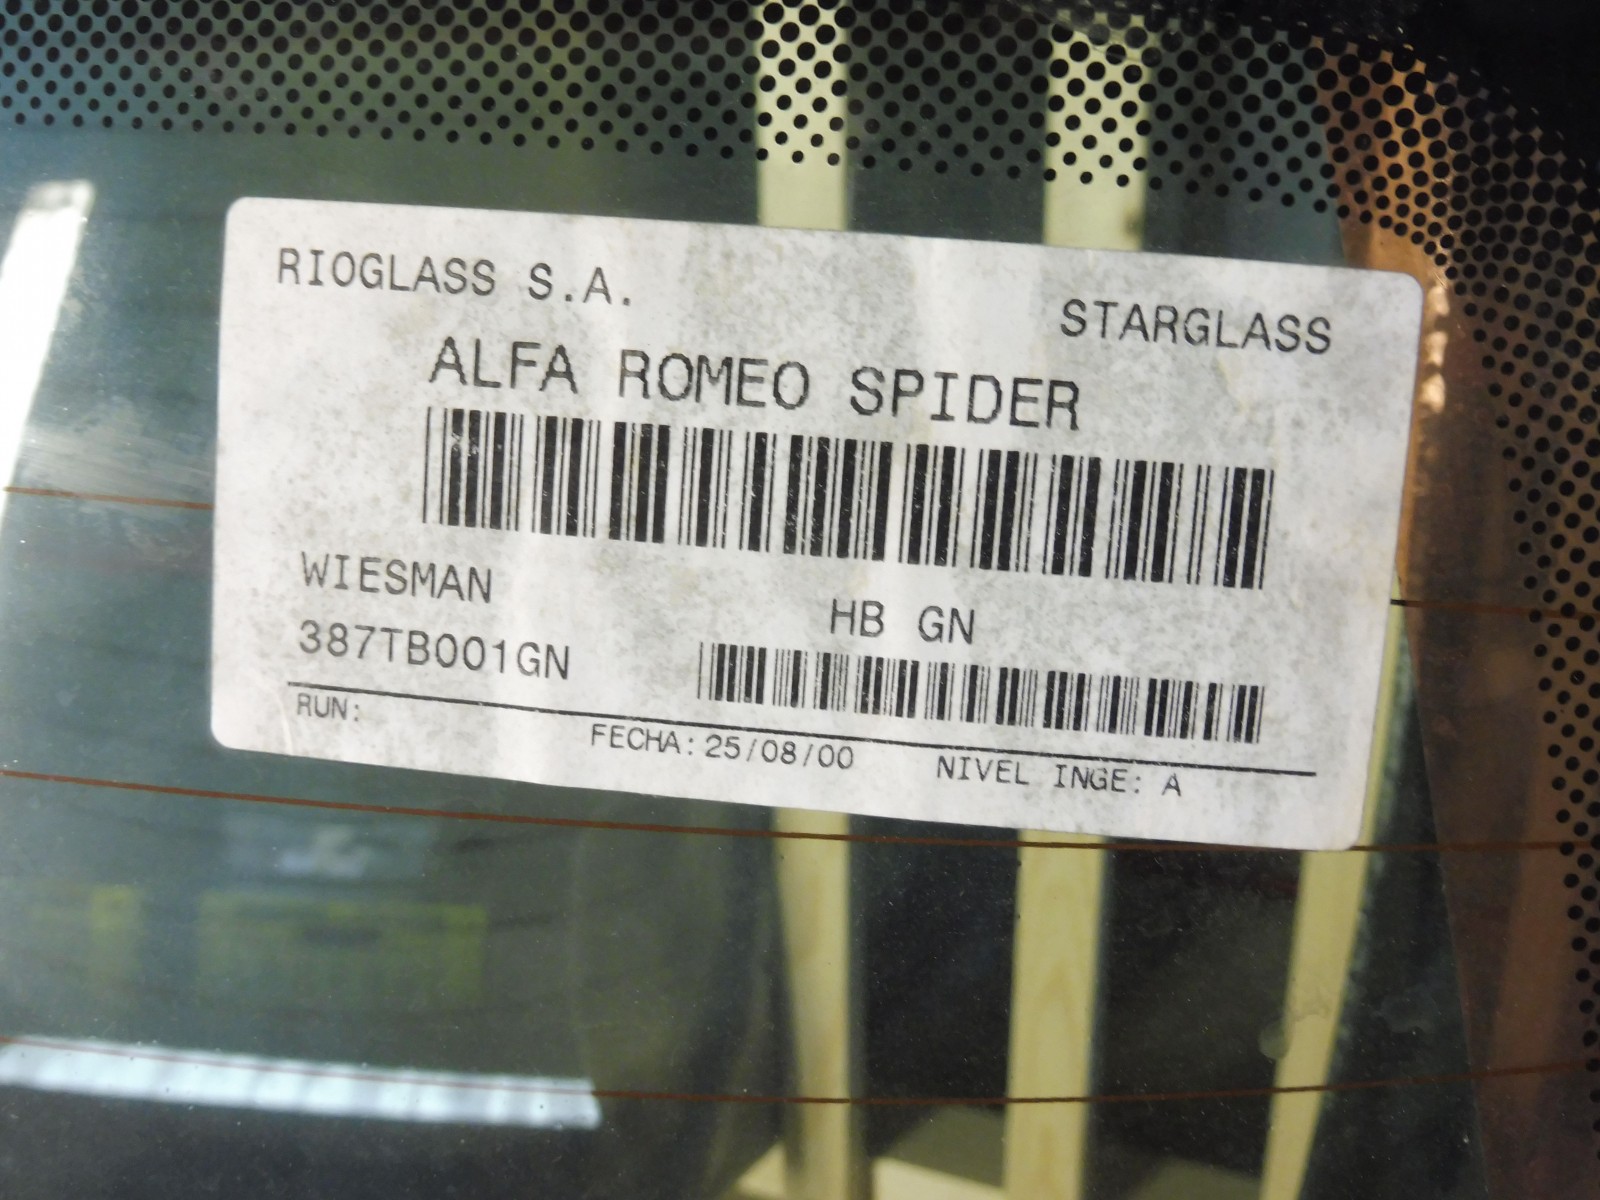 RIOGLASS S.A.
STARGLASS
ALFA ROMEO SPIDER
WIESMAN
HB GN
387TB001GN
RUN:
FECHA: 25/08/00
NIVEL INGE: A